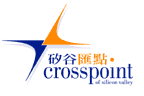 矽谷匯點
crosspoint
of silicon valley